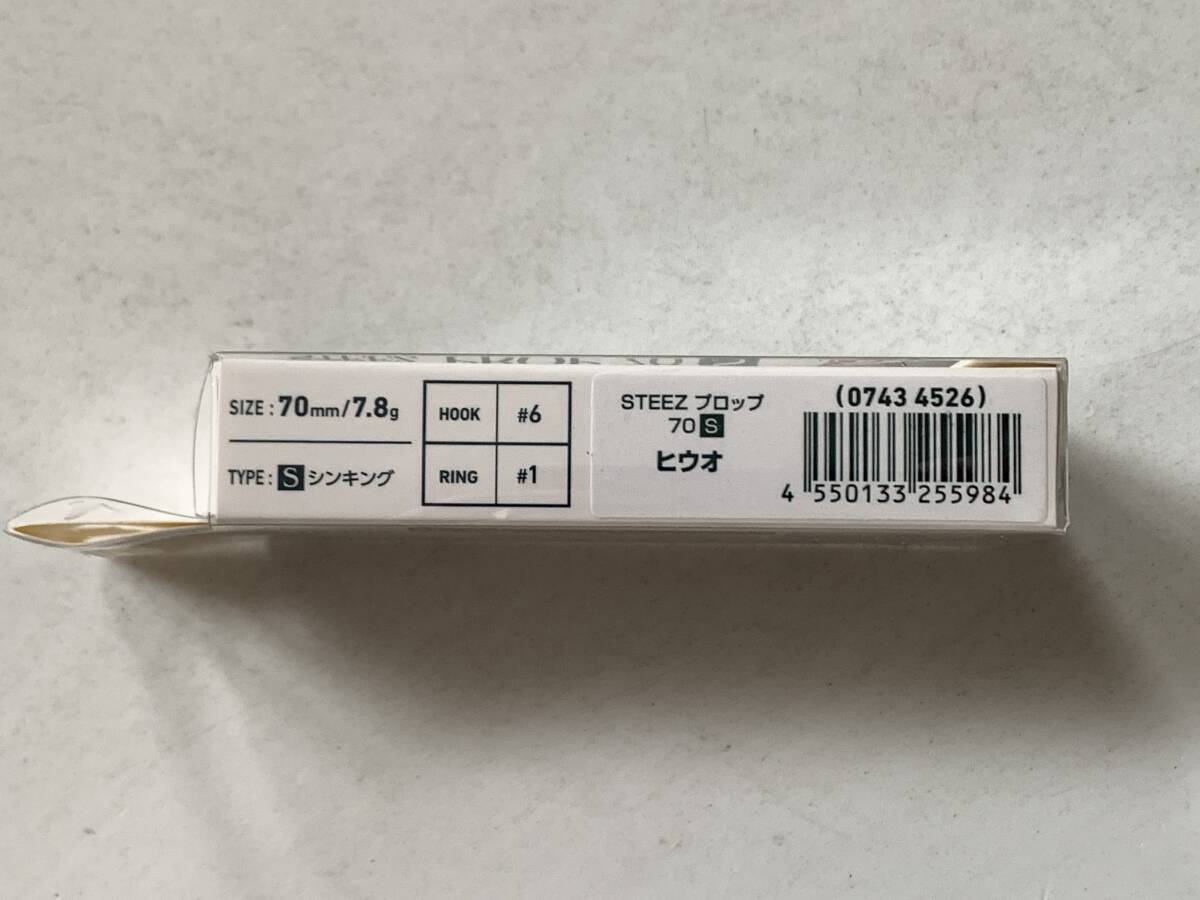 SIZE : 70mm/7.8g
TYPE : S シンキング
HOOK #6
RING #1
STEEZ プロップ
70 S
ヒウオ
(0743 4526)
4 550133 255984